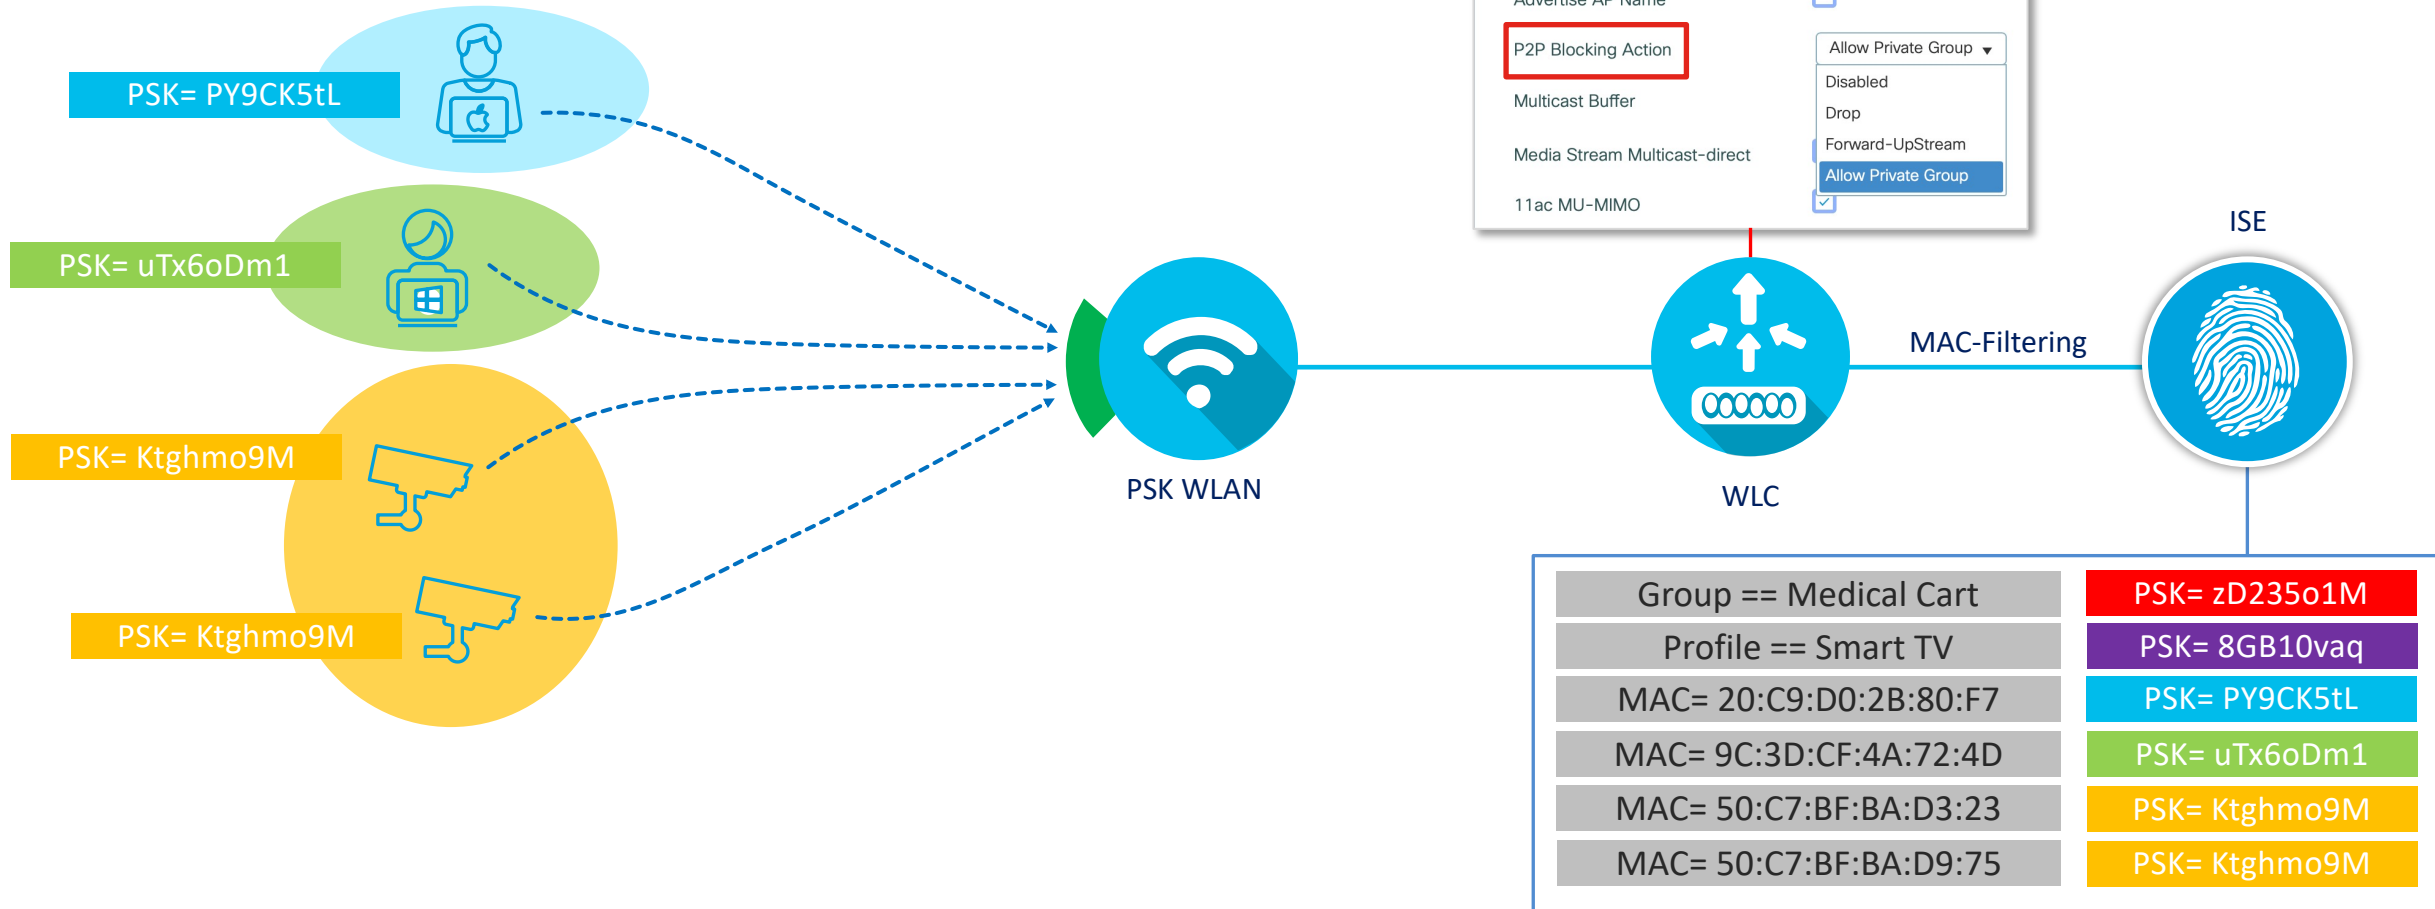 Advertise AP Name
P2P Blocking Action
Allow Private Group
Disabled
Multicast Buffer
Drop
Forward-UpStream
Media Stream Multicast-direct
Allow Private Group
11ac MU-MIMO
PSK= PY9CK5tL
PSK= uTx6oDm1
PSK= Ktghmo9M
PSK= Ktghmo9M
PSK WLAN
WLC
MAC-Filtering
ISE
Group == Medical Cart PSK= zD235o1M
Profile == Smart TV PSK= 8GB10vaq
MAC= 20:C9:D0:2B:80:F7 PSK= PY9CK5tL
MAC= 9C:3D:CF:4A:72:4D PSK= uTx6oDm1
MAC= 50:C7:BF:BA:D3:23 PSK= Ktghmo9M
MAC= 50:C7:BF:BA:D9:75 PSK= Ktghmo9M